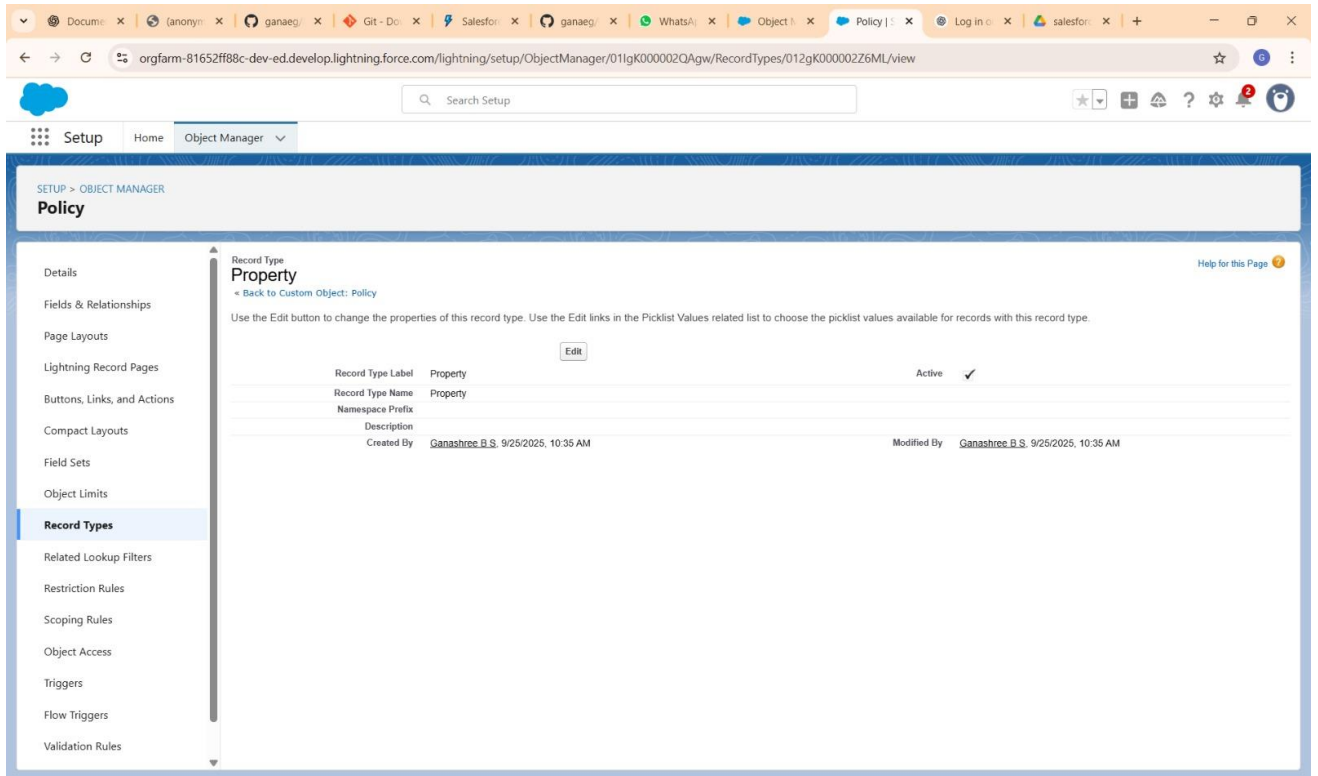 Docume
(anonym
ganaeg/
Git - Do
Salesfor
ganaeg/
WhatsA
Object M
Policy | S
Log in o
salesforc
orgfarm-81652ff88c-dev-ed.develop.lightning.force.com/lightning/setup/ObjectManager/01IgK000002QAgw/RecordTypes/012gK000002Z6ML/view
G
Search Setup
2
Setup
Home
Object Manager
SETUP > OBJECT MANAGER
Policy
Details
Fields & Relationships
Page Layouts
Lightning Record Pages
Buttons, Links, and Actions
Compact Layouts
Field Sets
Object Limits
Record Types
Related Lookup Filters
Restriction Rules
Scoping Rules
Object Access
Triggers
Flow Triggers
Validation Rules
Record Type
Property
Help for this Page
« Back to Custom Object: Policy
Use the Edit button to change the properties of this record type. Use the Edit links in the Picklist Values related list to choose the picklist values available for records with this record type.
Edit
Record Type Label Property Active
Record Type Name Property
Namespace Prefix
Description
Created By Ganashree B S, 9/25/2025, 10:35 AM Modified By Ganashree B S, 9/25/2025, 10:35 AM